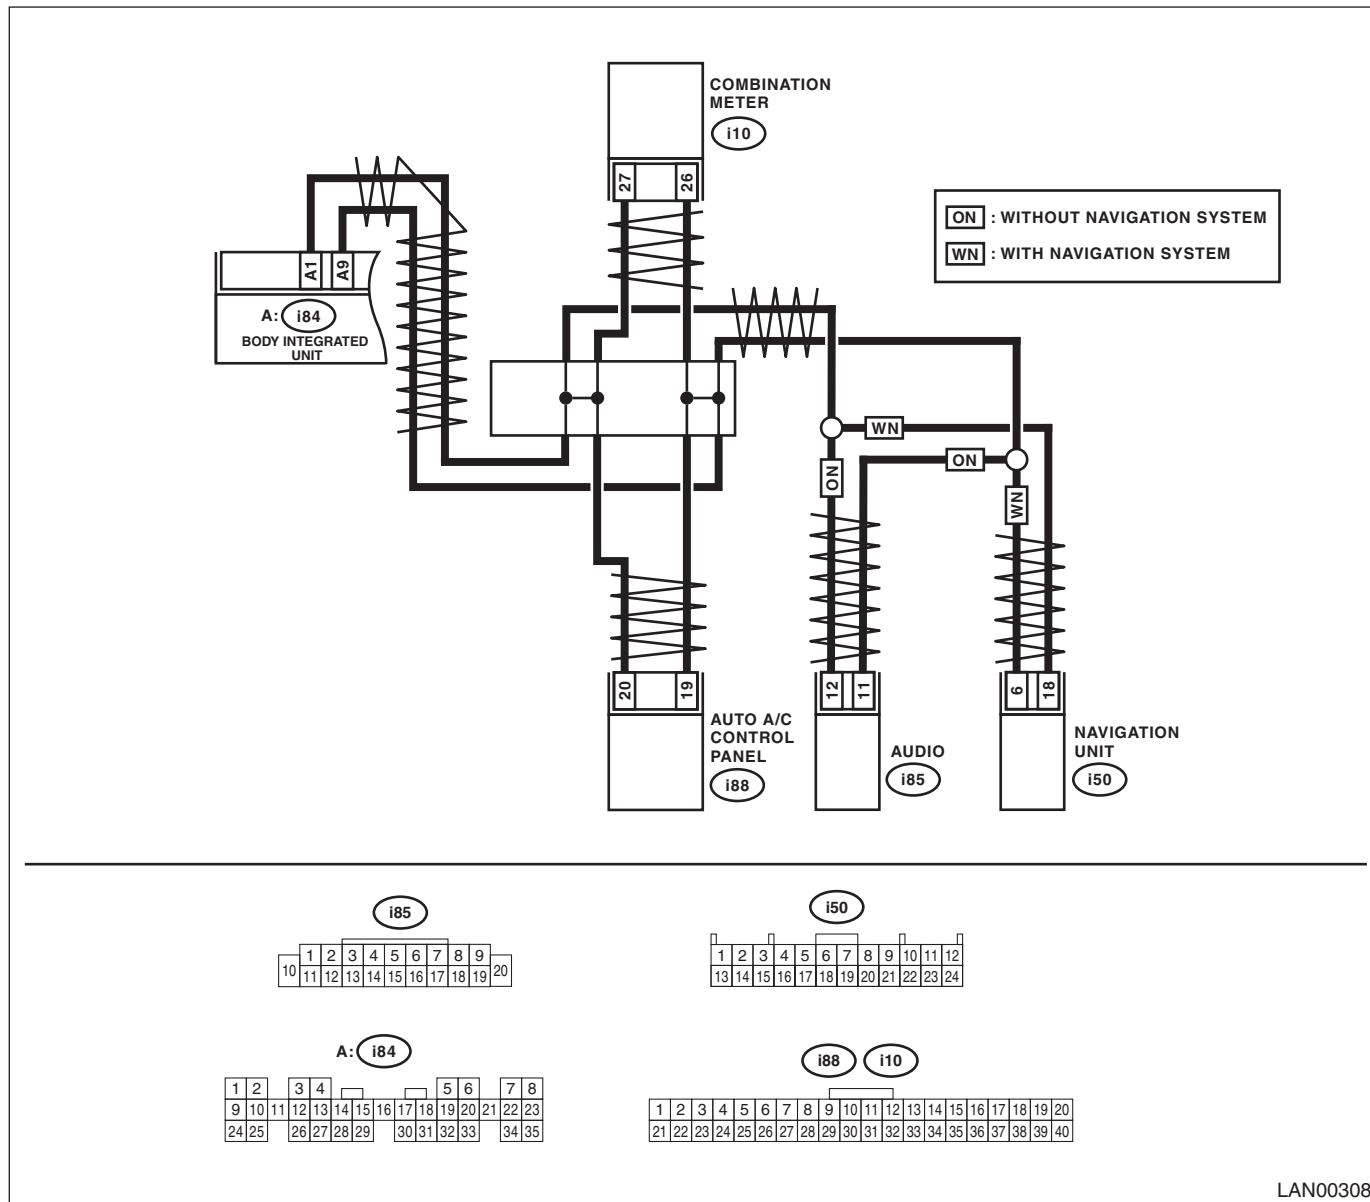 COMBINATION
METER
i10
27
26
A1
A9
A: i84
BODY INTEGRATED
UNIT
ON : WITHOUT NAVIGATION SYSTEM
WN : WITH NAVIGATION SYSTEM
WN
ON
ON
WN
20
19
12
11
6
18
AUTO A/C
CONTROL
PANEL
i88
AUDIO
i85
NAVIGATION
UNIT
i50
i85
1 2 3 4 5 6 7 8 9
10 11 12 13 14 15 16 17 18 19 20
i50
1 2 3 4 5 6 7 8 9 10 11 12
13 14 15 16 17 18 19 20 21 22 23 24
A: i84
1 2 3 4 5 6 7 8
9 10 11 12 13 14 15 16 17 18 19 20 21 22 23
24 25 26 27 28 29 30 31 32 33 34 35
i88 i10
1 2 3 4 5 6 7 8 9 10 11 12 13 14 15 16 17 18 19 20
21 22 23 24 25 26 27 28 29 30 31 32 33 34 35 36 37 38 39 40
LAN00308